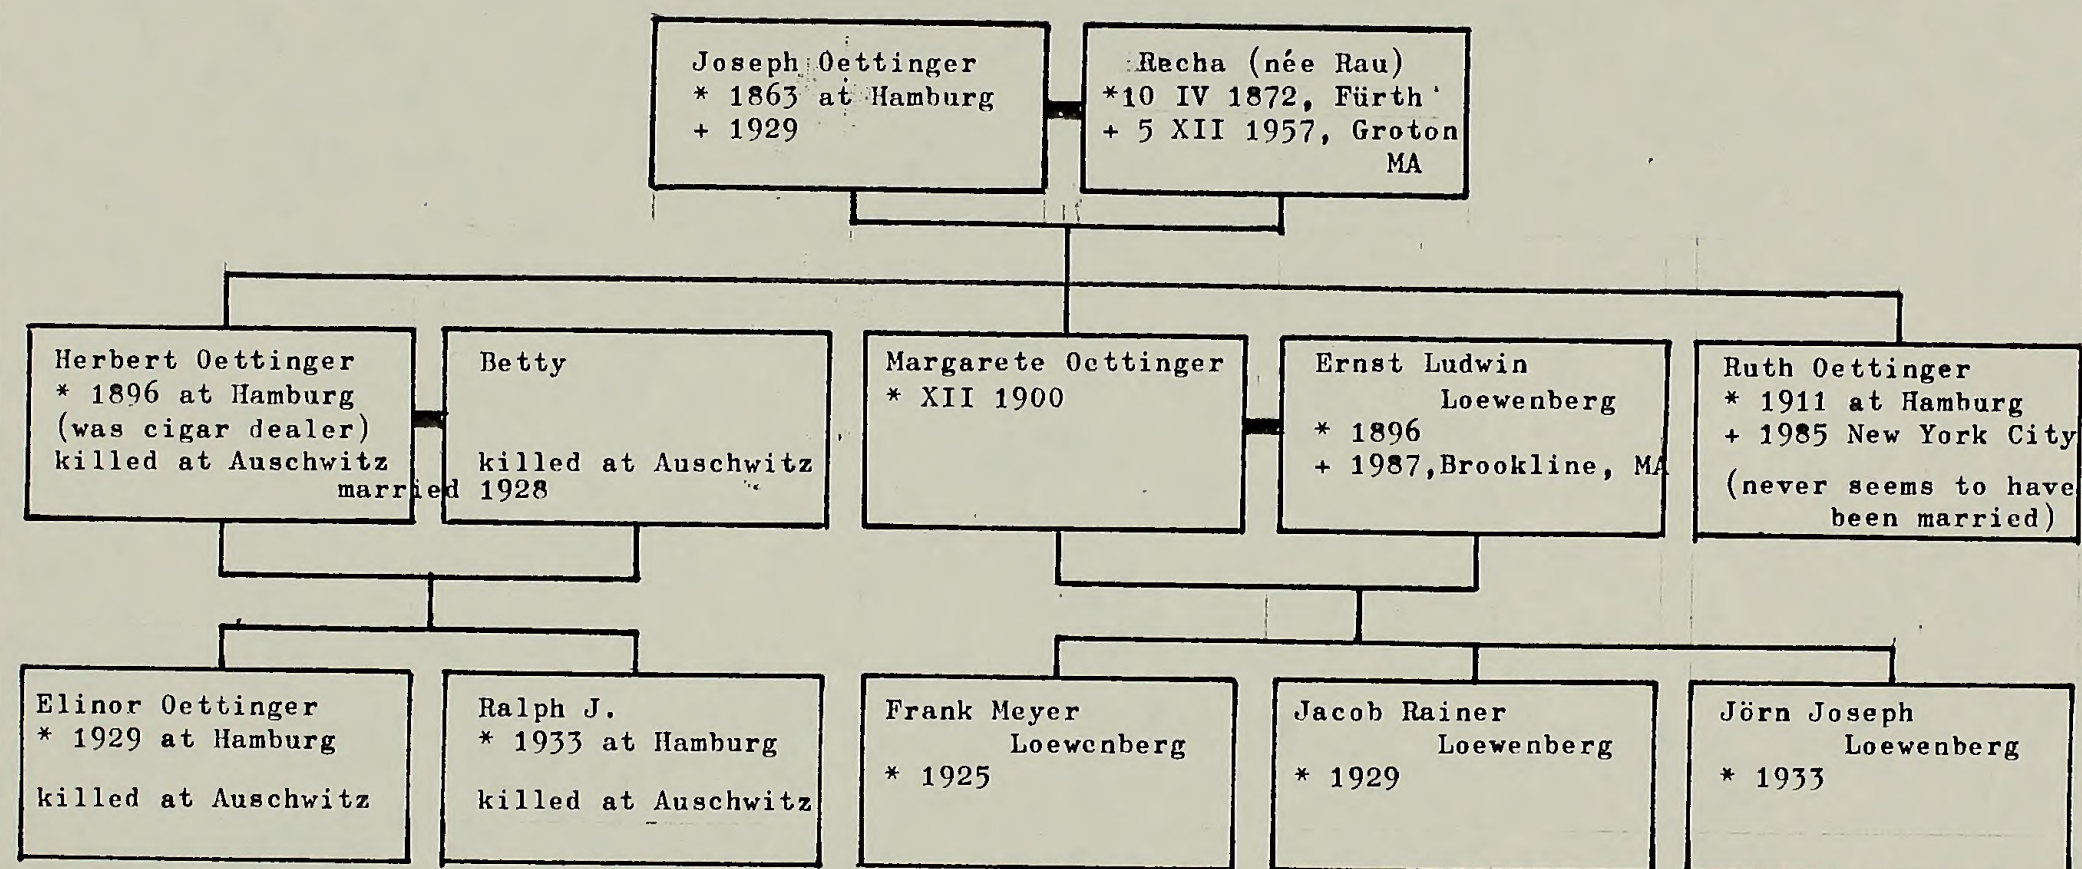 Joseph Oettinger
* 1863 at Hamburg
+ 1929
Recha (née Rau)
*10 IV 1872, Fürth
+ 5 XII 1957, Groton
MA
Herbert Oettinger
* 1896 at Hamburg
(was cigar dealer)
killed at Auschwitz
Betty
killed at Auschwitz
married 1928
Margarete Oettinger
* XII 1900
Ernst Ludwin
Loewenberg
* 1896
+ 1987,Brookline, MA
Ruth Oettinger
* 1911 at Hamburg
+ 1985 New York City
(never seems to have
been married)
Elinor Oettinger
* 1929 at Hamburg
killed at Auschwitz
Ralph J.
* 1933 at Hamburg
killed at Auschwitz
Frank Meyer
Loewenberg
* 1925
Jacob Rainer
Loewenberg
* 1929
Jörn Joseph
Loewenberg
* 1933